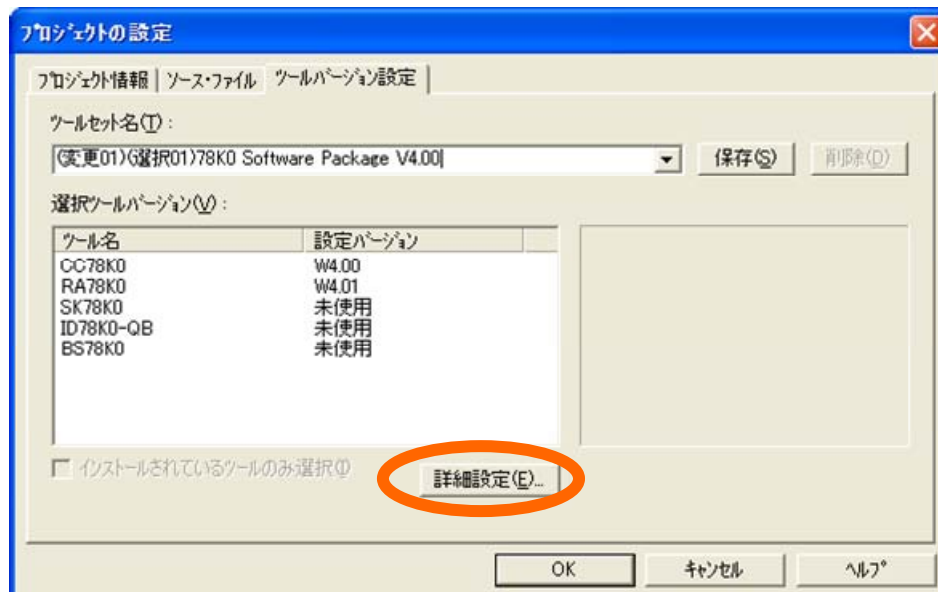 プロジェクトの設定
プロジェクト情報 ソース・ファイル ツールバージョン設定
ツールセット名(T) :
(変更01)(選択01)78K0 Software Package V4.00 保存(S) 削除(D)
選択ツールバージョン(V) :
ツール名 設定バージョン
CC78K0 W4.00
RA78K0 W4.01
SK78K0 未使用
ID78K0-QB 未使用
BS78K0 未使用
インストールされているツールのみ選択(I) 詳細設定(E)...
OK キャンセル ヘルプ